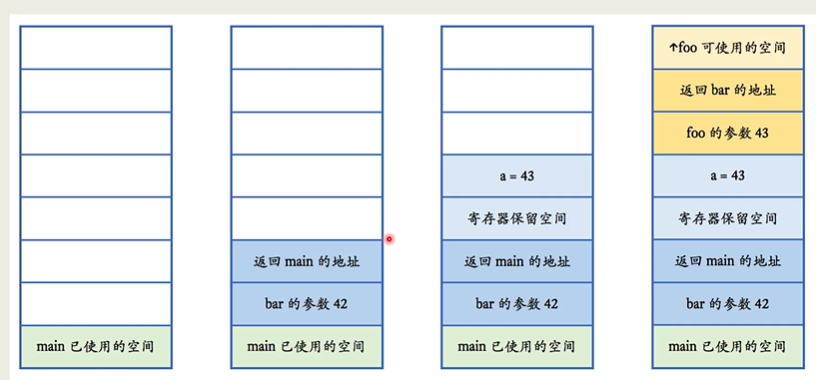 main 已使用的空间
返回 main 的地址
bar 的参数 42
main 已使用的空间
a = 43
寄存器保留空间
返回 main 的地址
bar 的参数 42
main 已使用的空间
↑foo 可使用的空间
返回 bar 的地址
foo 的参数 43
a = 43
寄存器保留空间
返回 main 的地址
bar 的参数 42
main 已使用的空间